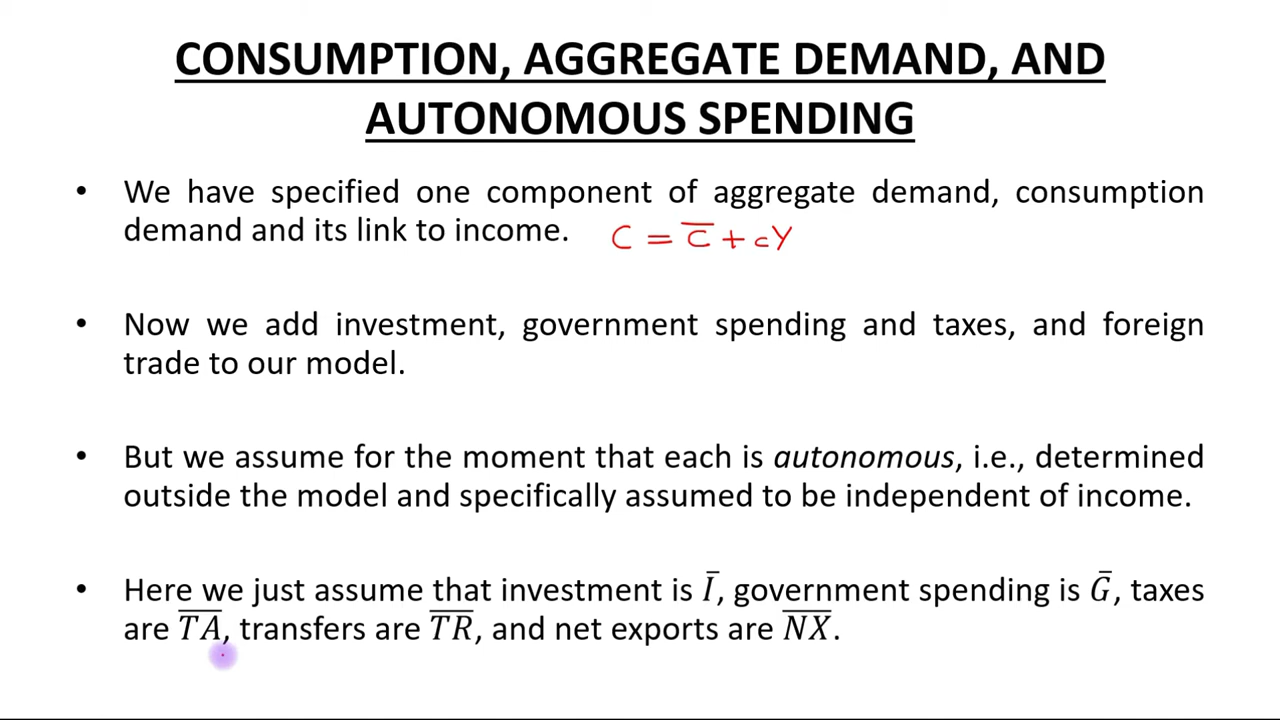 CONSUMPTION, AGGREGATE DEMAND, AND
AUTONOMOUS SPENDING
• We have specified one component of aggregate demand, consumption
demand and its link to income. C = C̅ + cY
• Now we add investment, government spending and taxes, and foreign
trade to our model.
• But we assume for the moment that each is autonomous, i.e., determined
outside the model and specifically assumed to be independent of income.
• Here we just assume that investment is I̅, government spending is G̅, taxes
are T̅A̅, transfers are T̅R̅, and net exports are N̅X̅.